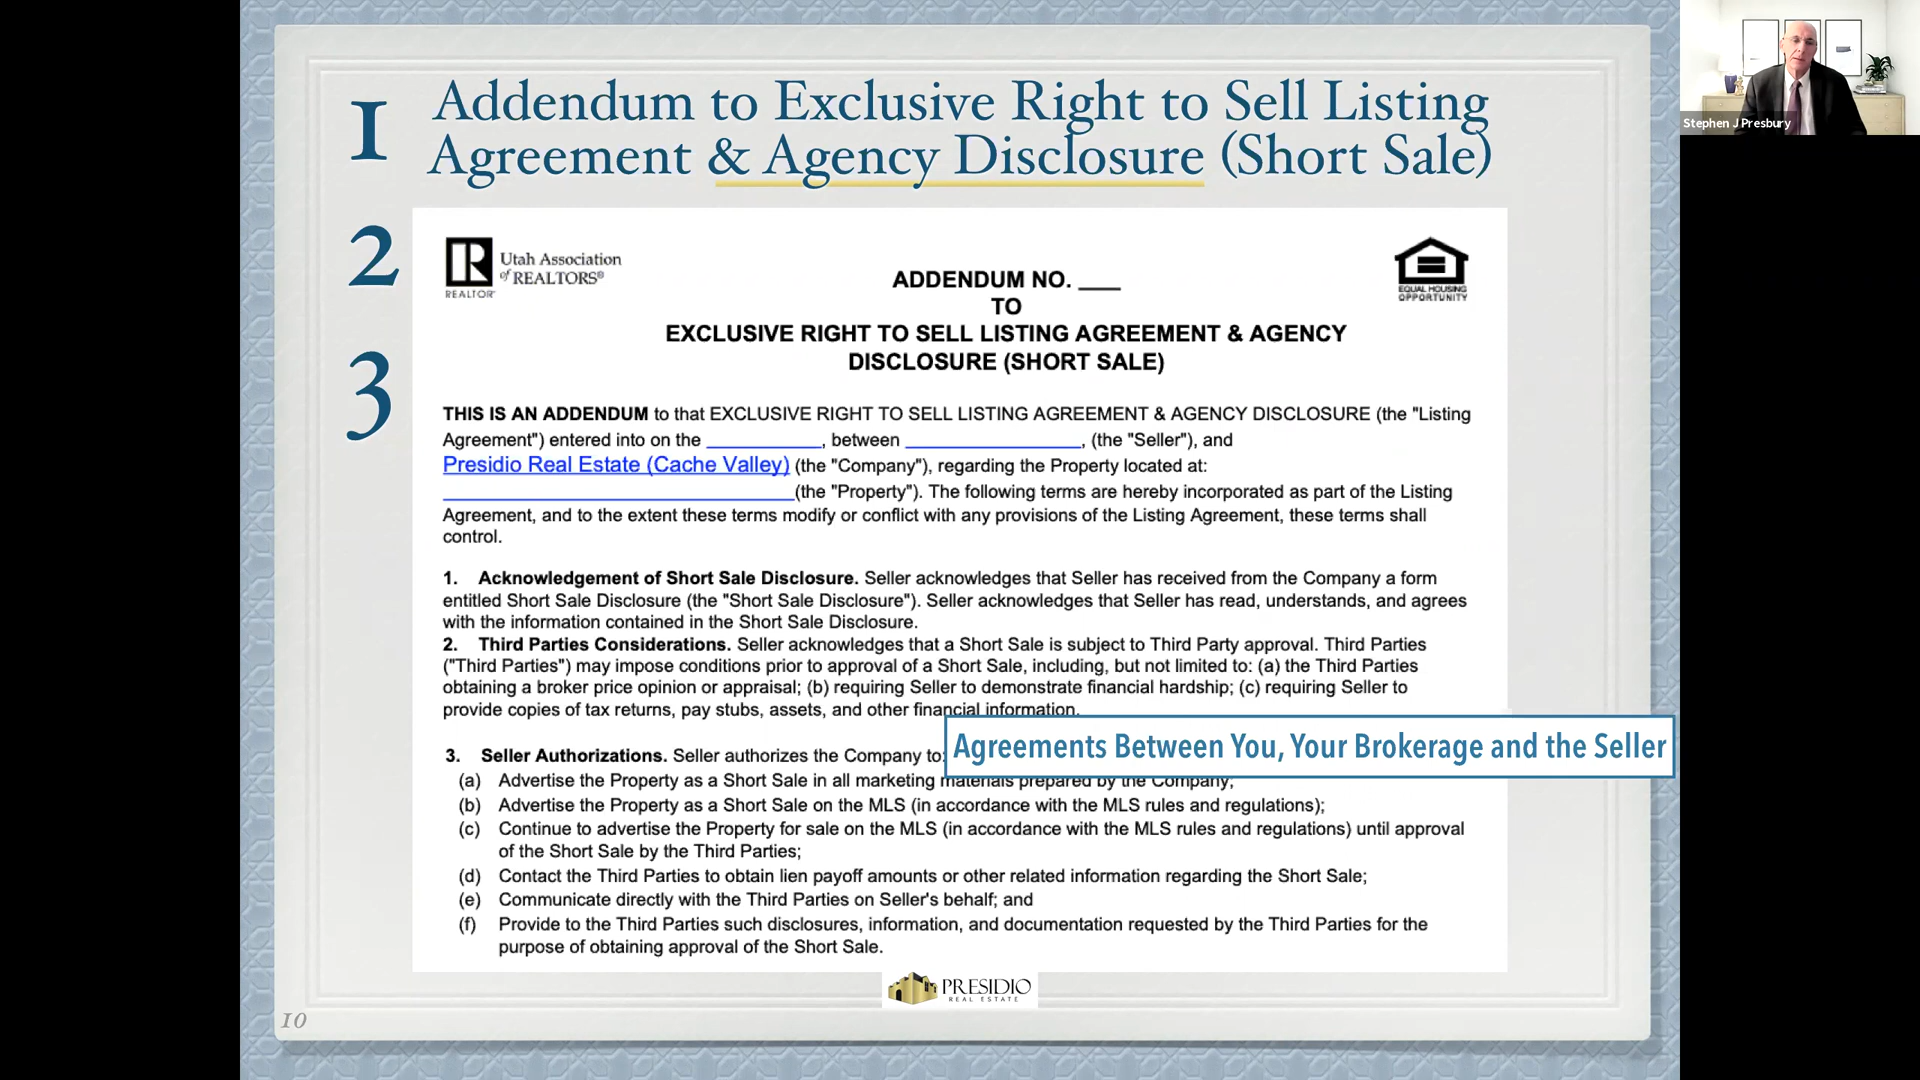 1
Addendum to Exclusive Right to Sell Listing
Agreement & Agency Disclosure (Short Sale)
Stephen J Presbury
2
3
REALTOR®
Utah Association
of REALTORS®
EQUAL HOUSING
OPPORTUNITY
ADDENDUM NO. ___
TO
EXCLUSIVE RIGHT TO SELL LISTING AGREEMENT & AGENCY
DISCLOSURE (SHORT SALE)
THIS IS AN ADDENDUM to that EXCLUSIVE RIGHT TO SELL LISTING AGREEMENT & AGENCY DISCLOSURE (the "Listing
Agreement") entered into on the ___________, between _________________, (the "Seller"), and
Presidio Real Estate (Cache Valley) (the "Company"), regarding the Property located at:
__________________________________(the "Property"). The following terms are hereby incorporated as part of the Listing
Agreement, and to the extent these terms modify or conflict with any provisions of the Listing Agreement, these terms shall
control.
1. Acknowledgement of Short Sale Disclosure. Seller acknowledges that Seller has received from the Company a form
entitled Short Sale Disclosure (the "Short Sale Disclosure"). Seller acknowledges that Seller has read, understands, and agrees
with the information contained in the Short Sale Disclosure.
2. Third Parties Considerations. Seller acknowledges that a Short Sale is subject to Third Party approval. Third Parties
("Third Parties") may impose conditions prior to approval of a Short Sale, including, but not limited to: (a) the Third Parties
obtaining a broker price opinion or appraisal; (b) requiring Seller to demonstrate financial hardship; (c) requiring Seller to
provide copies of tax returns, pay stubs, assets, and other financial information.
Agreements Between You, Your Brokerage and the Seller
3. Seller Authorizations. Seller authorizes the Company to:
(a) Advertise the Property as a Short Sale in all marketing materials prepared by the Company;
(b) Advertise the Property as a Short Sale on the MLS (in accordance with the MLS rules and regulations);
(c) Continue to advertise the Property for sale on the MLS (in accordance with the MLS rules and regulations) until approval
of the Short Sale by the Third Parties;
(d) Contact the Third Parties to obtain lien payoff amounts or other related information regarding the Short Sale;
(e) Communicate directly with the Third Parties on Seller's behalf; and
(f) Provide to the Third Parties such disclosures, information, and documentation requested by the Third Parties for the
purpose of obtaining approval of the Short Sale.
PRESIDIO
REAL ESTATE
10